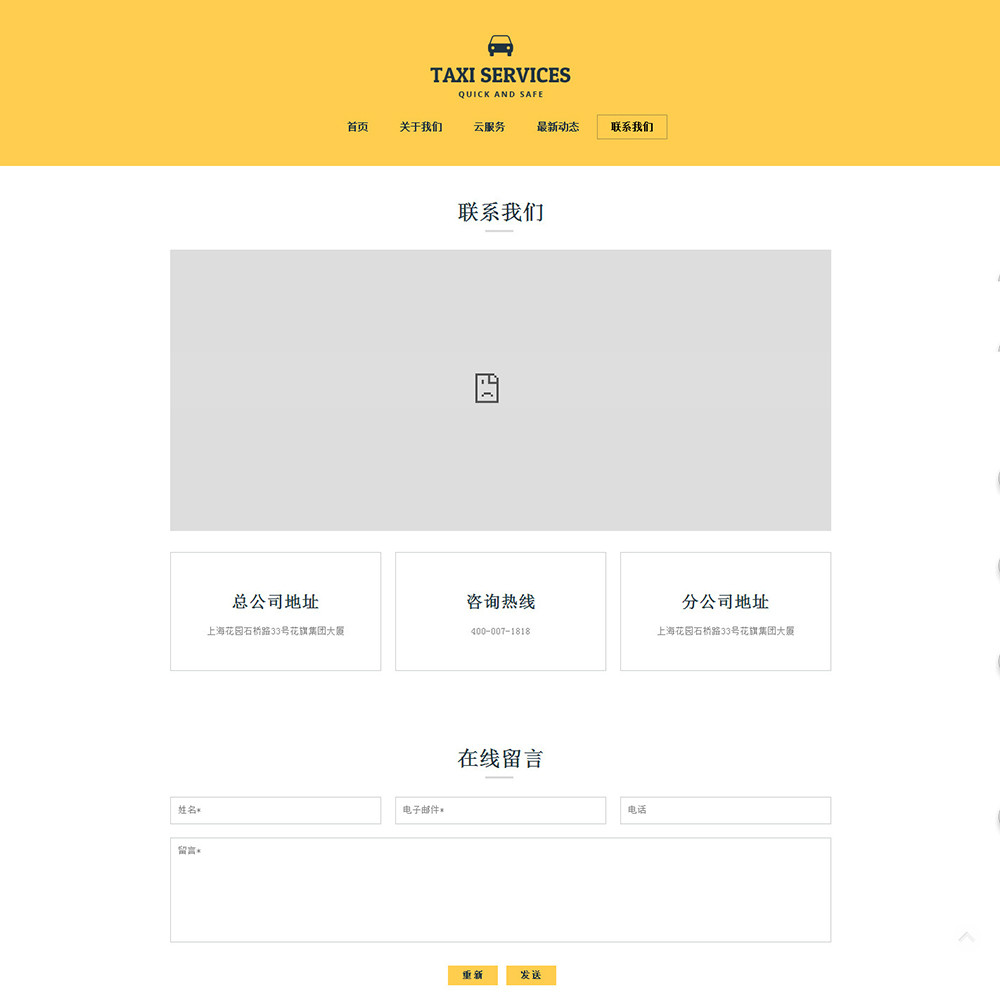 TAXI SERVICES
QUICK AND SAFE
首页 关于我们 云服务 最新动态 联系我们
联系我们
总公司地址 咨询热线 分公司地址
上海花园石桥路33号花旗集团大厦 400-007-1818 上海花园石桥路33号花旗集团大厦
在线留言
姓名* 电子邮件* 电话
留言*
重新 发送